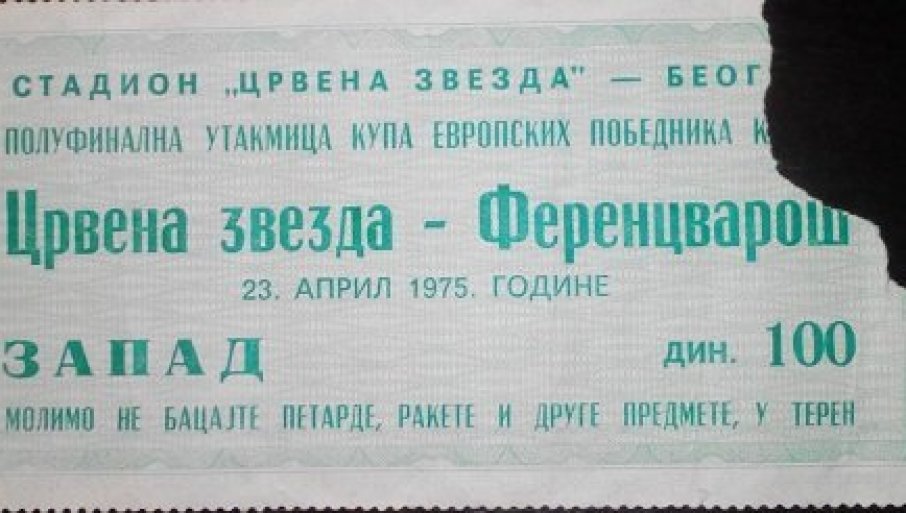 СТАДИОН „ЦРВЕНА ЗВЕЗДА" — БЕОГ
ПОЛУФИНАЛНА УТАКМИЦА КУПА ЕВРОПСКИХ ПОБЕДНИКА К
Црвена звезда - Ференцварош
23. АПРИЛ 1975. ГОДИНЕ
ЗАПАД
ДИН. 100
МОЛИМО НЕ БАЦАЈТЕ ПЕТАРДЕ, РАКЕТЕ И ДРУГЕ ПРЕДМЕТЕ, У ТЕРЕН